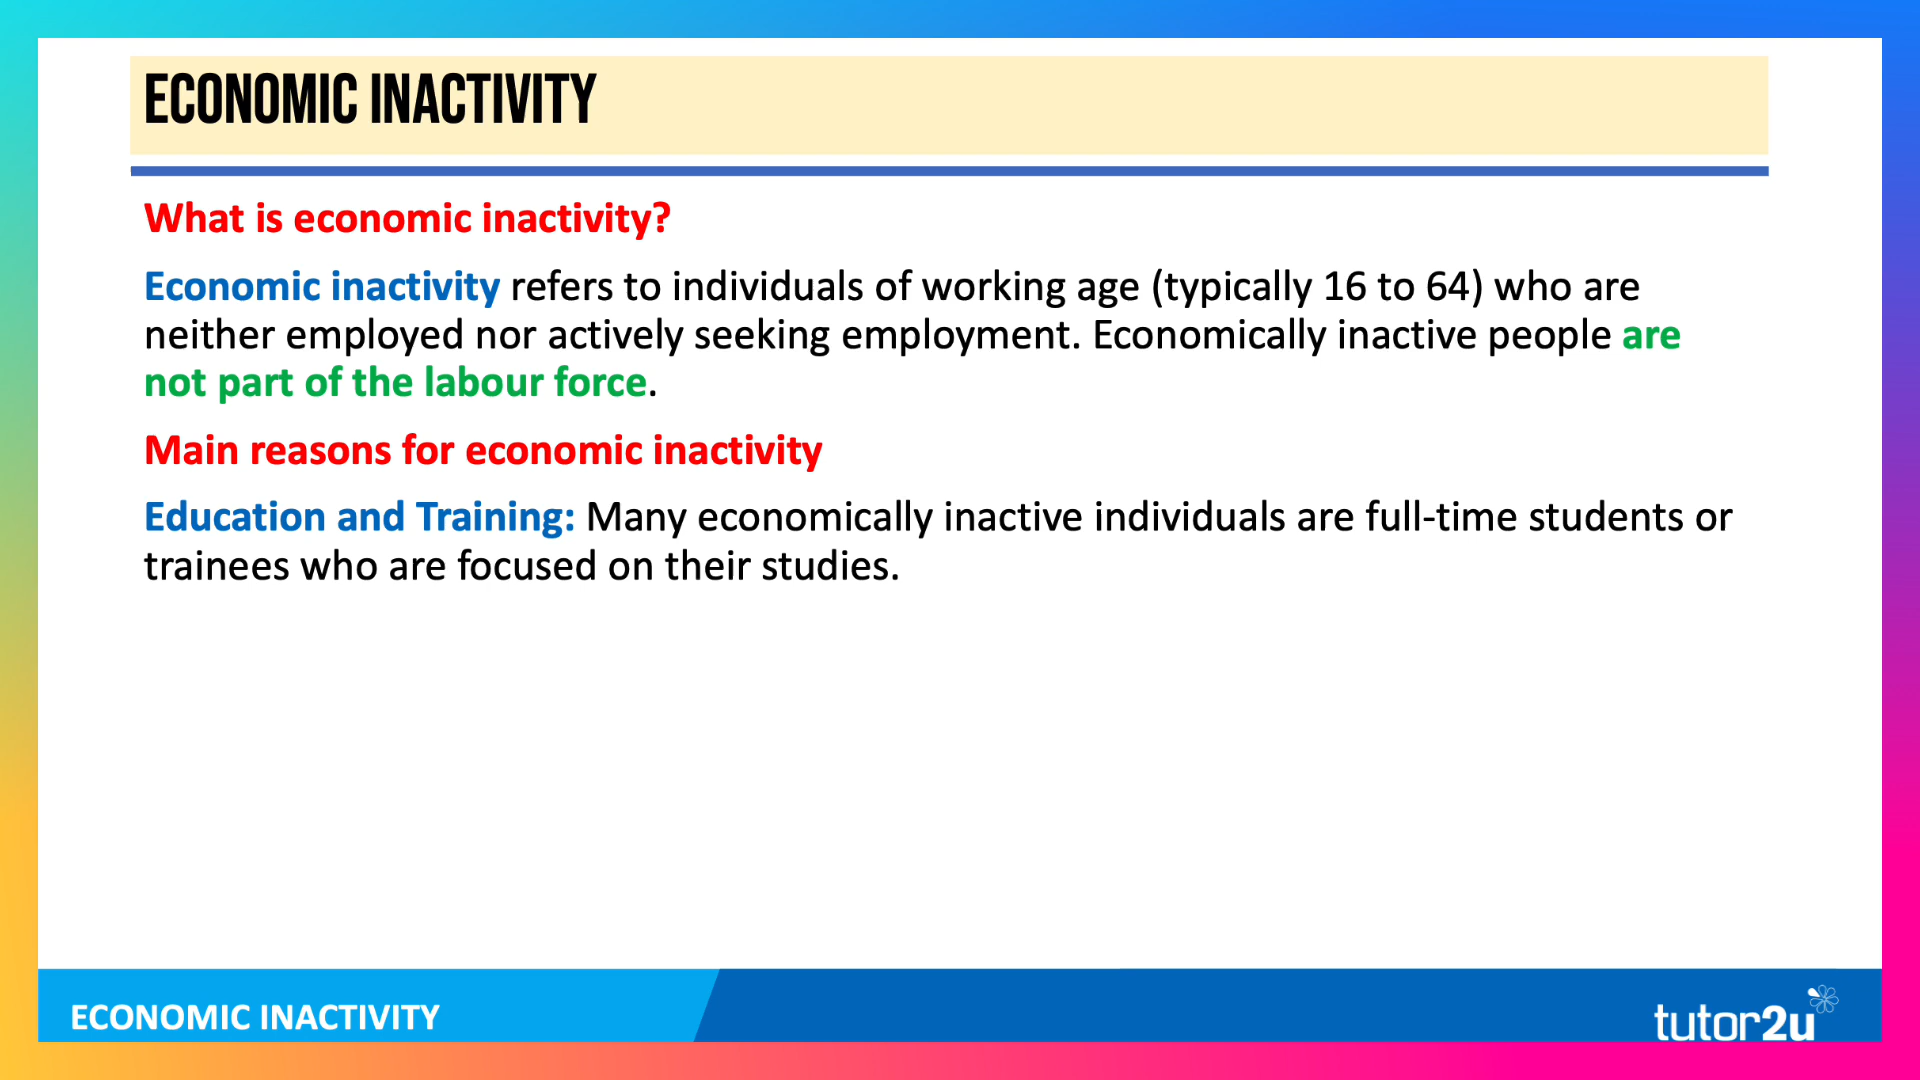 ECONOMIC INACTIVITY
What is economic inactivity?
Economic inactivity refers to individuals of working age (typically 16 to 64) who are
neither employed nor actively seeking employment. Economically inactive people are
not part of the labour force.
Main reasons for economic inactivity
Education and Training: Many economically inactive individuals are full-time students or
trainees who are focused on their studies.
ECONOMIC INACTIVITY
tutor2u